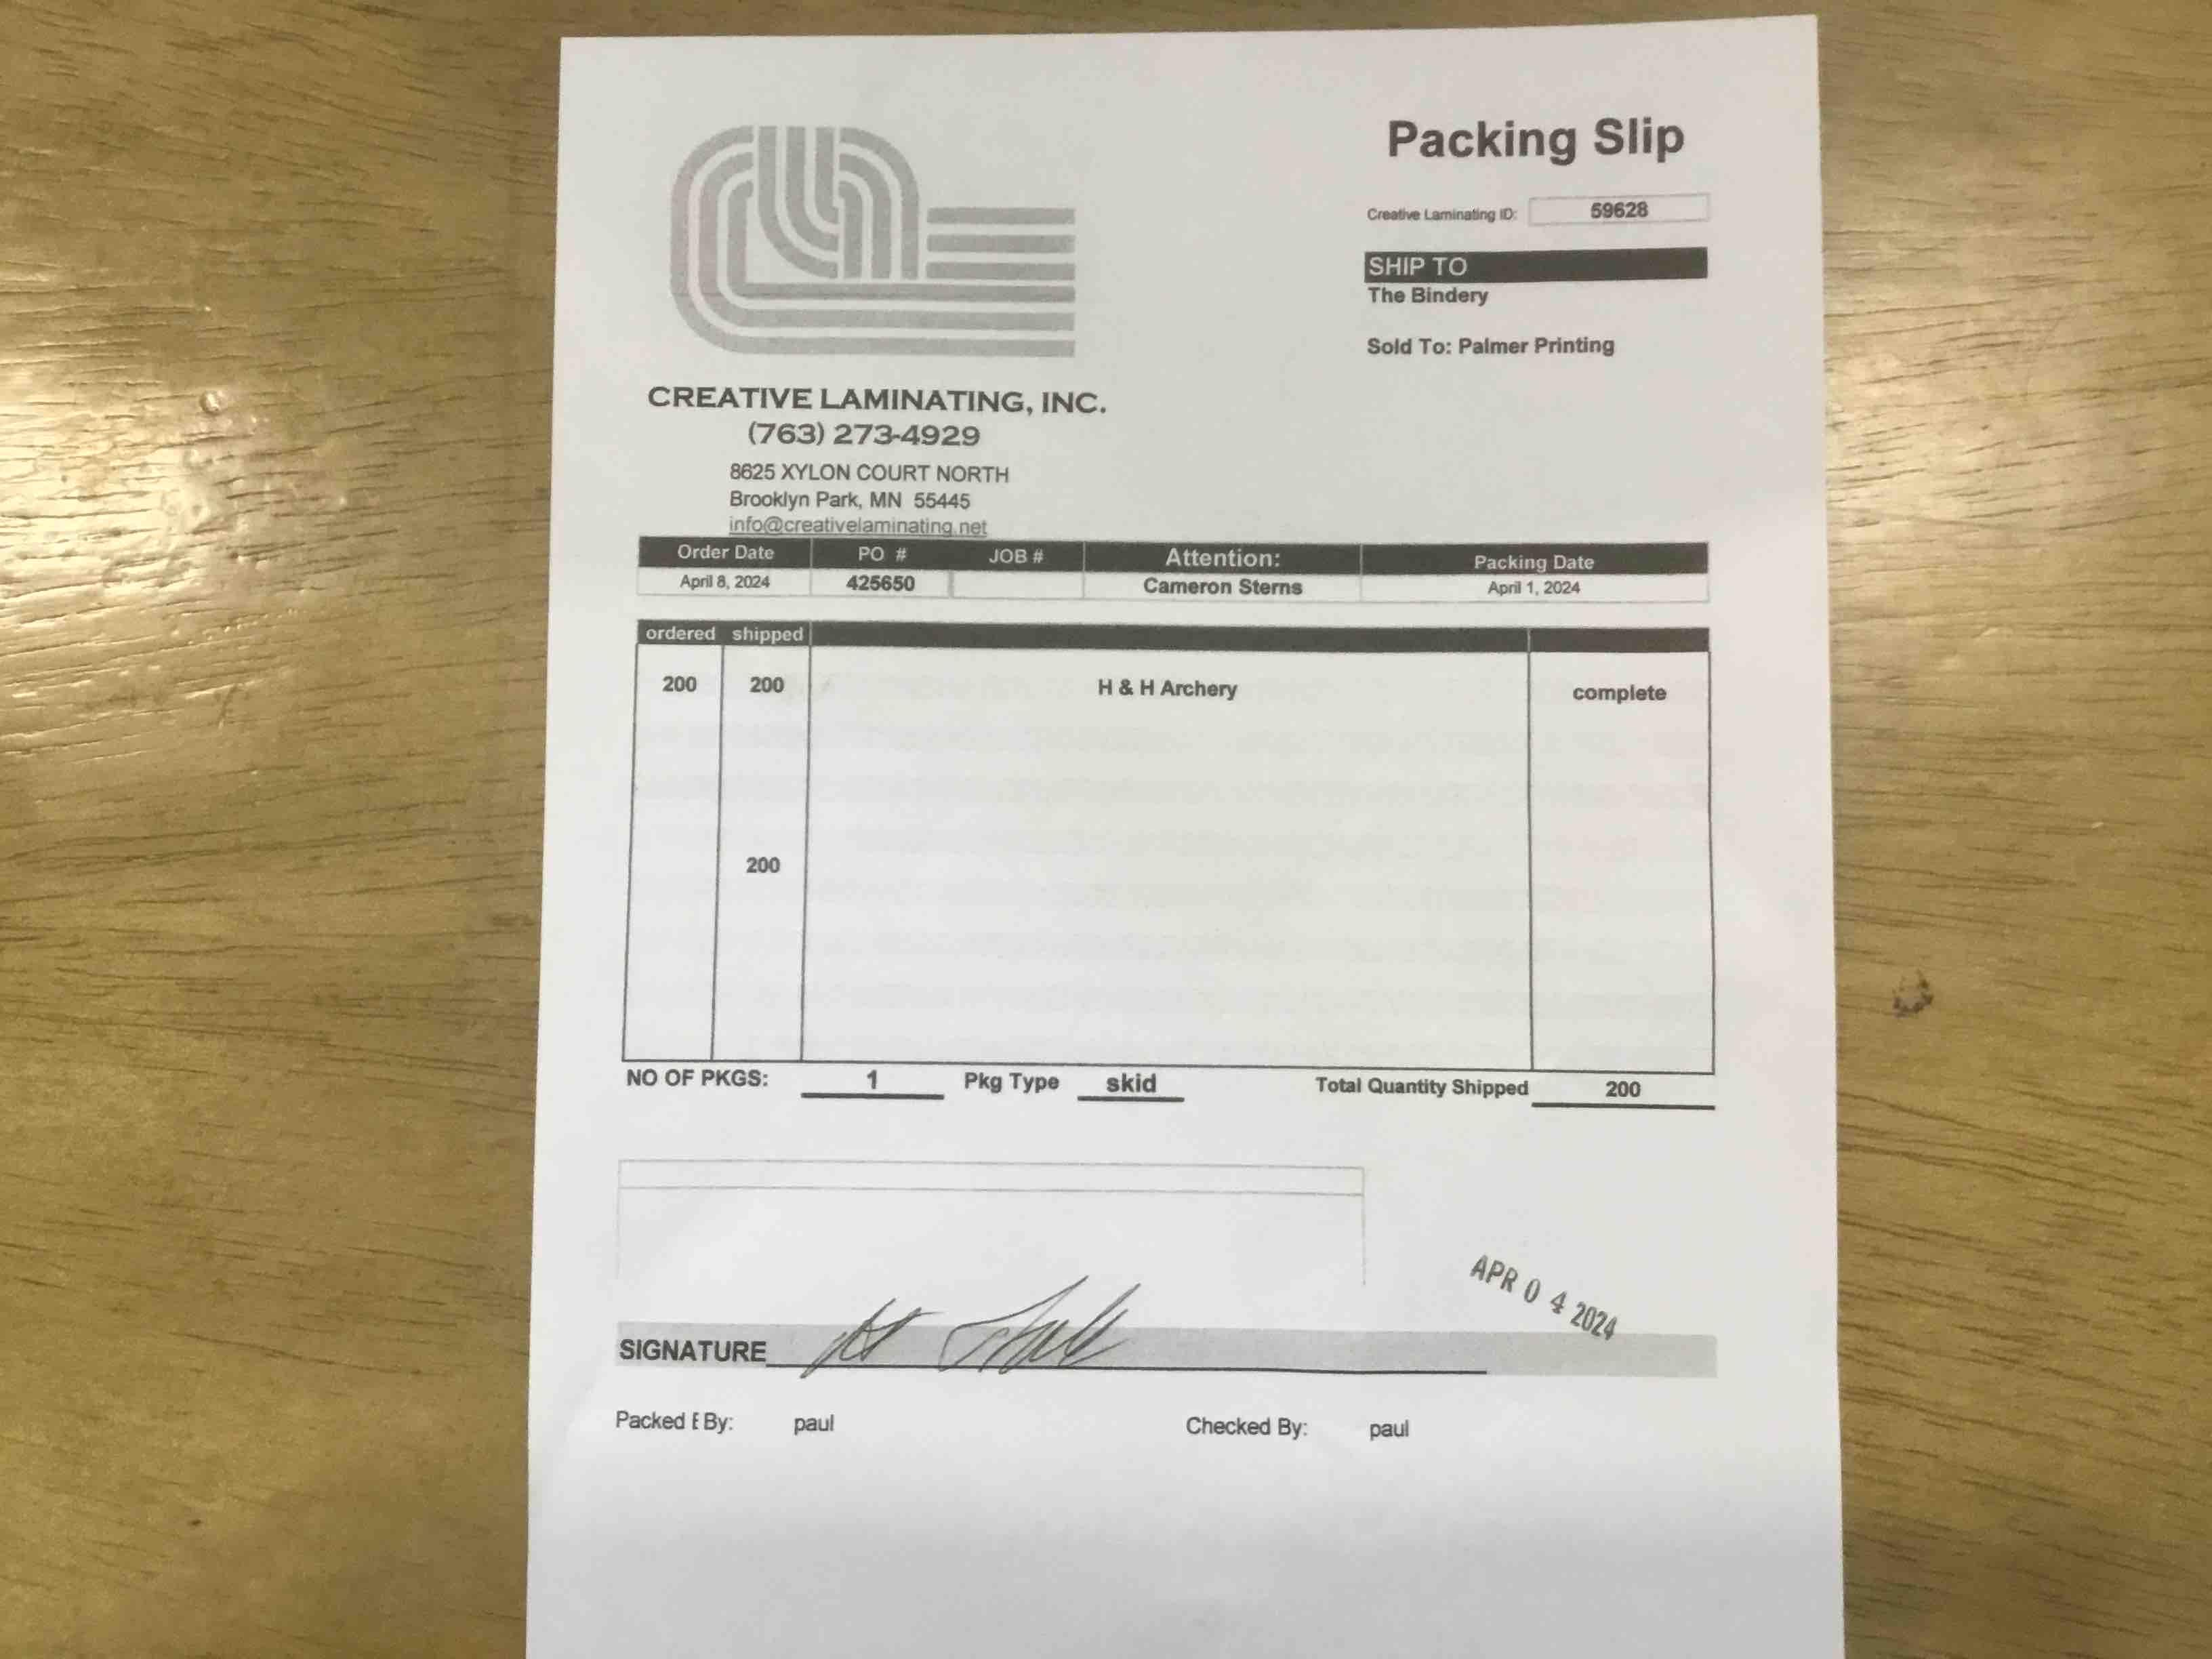 Packing Slip
Creative Laminating ID: 59628
SHIP TO
The Bindery
Sold To: Palmer Printing
CREATIVE LAMINATING, INC.
(763) 273-4929
8625 XYLON COURT NORTH
Brooklyn Park, MN 55445
info@creativelaminating.net
Order Date PO # JOB # Attention: Packing Date
April 8, 2024 425650 Cameron Sterns April 1, 2024
ordered shipped
200 200 H & H Archery complete
200
NO OF PKGS: 1 Pkg Type skid Total Quantity Shipped 200
APR 04 2024
SIGNATURE
Packed E By: paul Checked By: paul